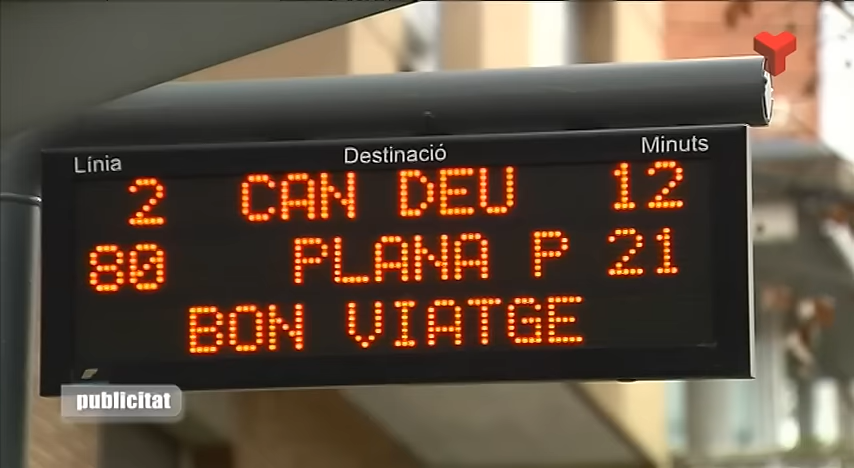 Línia Destinació Minuts
2 CAN DEU 12
80 PLANA P 21
BON VIATGE
publicitat